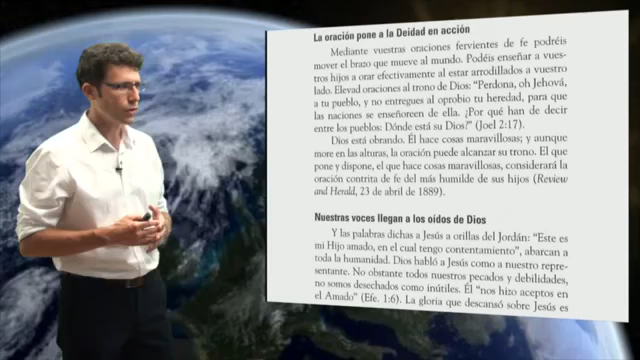 La oración pone a la Deidad en acción
Mediante vuestras oraciones fervientes de fe podréis
mover el brazo que mueve al mundo. Podéis enseñar a vues-
tros hijos a orar efectivamente al estar arrodillados a vuestro
lado. Elevad oraciones al trono de Dios: “Perdona, oh Jehová,
a tu pueblo, y no entregues al oprobio tu heredad, para que
las naciones se enseñoreen de ella. ¿Por qué han de decir
entre los pueblos: Dónde está su Dios?” (Joel 2:17).
Dios está obrando. Él hace cosas maravillosas; y aunque
more en las alturas, la oración puede alcanzar su trono. El que
pone y dispone, el que hace cosas maravillosas, considerará la
oración contrita de fe del más humilde de sus hijos (Review
and Herald, 23 de abril de 1889).
Nuestras voces llegan a los oídos de Dios
Y las palabras dichas a Jesús a orillas del Jordán: “Este es
mi Hijo amado, en el cual tengo contentamiento”, abarcan a
toda la humanidad. Dios habló a Jesús como a nuestro repre-
sentante. No obstante todos nuestros pecados y debilidades,
no somos desechados como inútiles. Él “nos hizo aceptos en
el Amado” (Efe. 1:6). La gloria que descansó sobre Jesús es